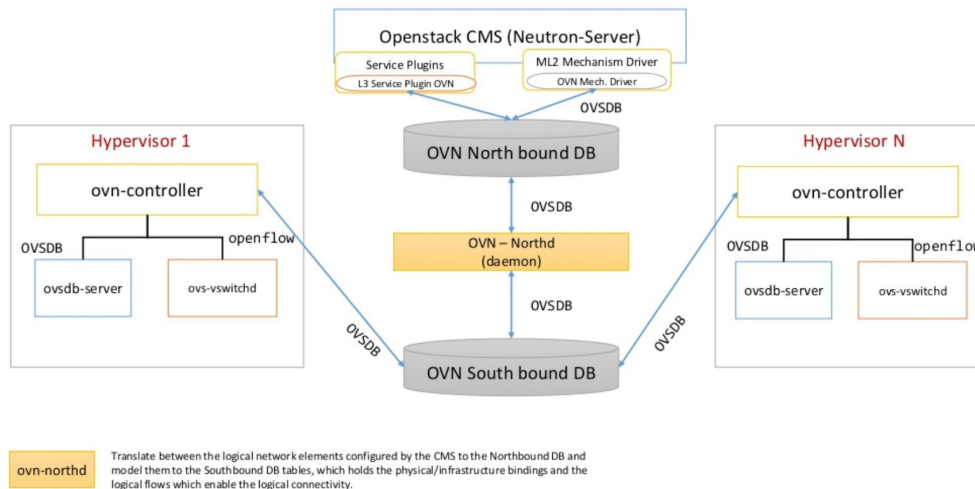 Openstack CMS (Neutron-Server)
Service Plugins
L3 Service Plugin OVN
ML2 Mechanism Driver
OVN Mech. Driver
OVSDB
OVN North bound DB
OVSDB
OVN – Northd
(daemon)
OVSDB
OVN South bound DB
Hypervisor 1
ovn-controller
OVSDB
openflow
ovsdb-server
ovs-vswitchd
OVSDB
Hypervisor N
ovn-controller
OVSDB
openflow
ovsdb-server
ovs-vswitchd
OVSDB
ovn-northd
Translate between the logical network elements configured by the CMS to the Northbound DB and
model them to the Southbound DB tables, which holds the physical/infrastructure bindings and the
logical flows which enable the logical connectivity.